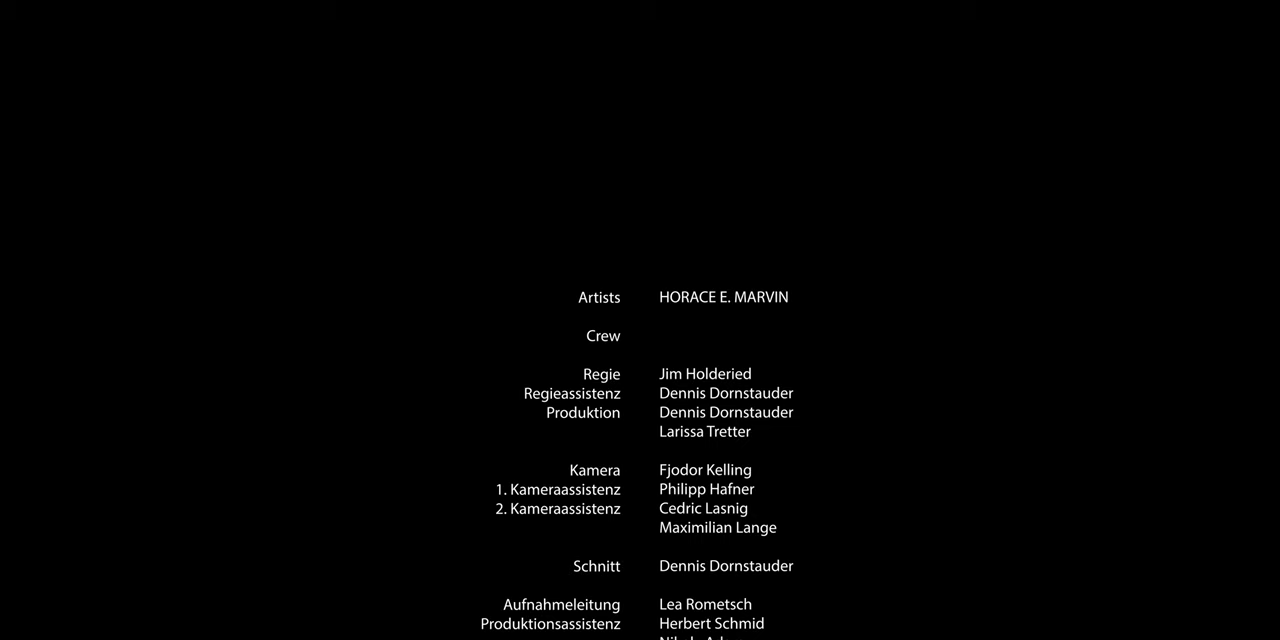 Artists HORACE E. MARVIN
Crew
Regie Jim Holderied
Regieassistenz Dennis Dornstauder
Produktion Dennis Dornstauder
Larissa Tretter
Kamera Fjodor Kelling
1. Kameraassistenz Philipp Hafner
2. Kameraassistenz Cedric Lasnig
Maximilian Lange
Schnitt Dennis Dornstauder
Aufnahmeleitung Lea Rometsch
Produktionsassistenz Herbert Schmid